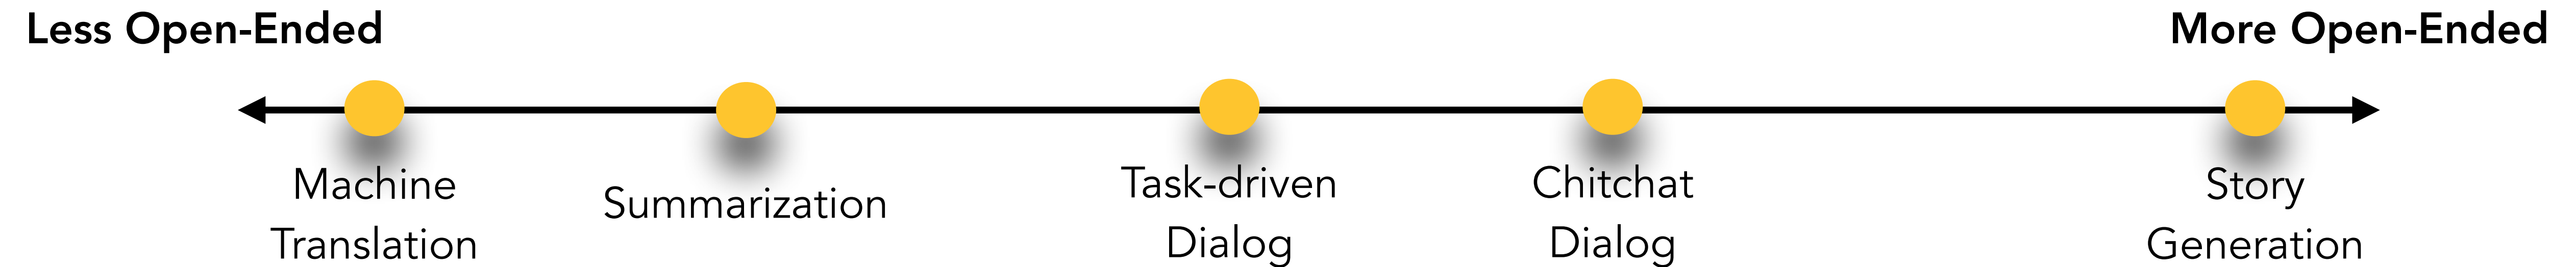 Less Open-Ended
More Open-Ended
Machine
Translation
Summarization
Task-driven
Dialog
Chitchat
Dialog
Story
Generation